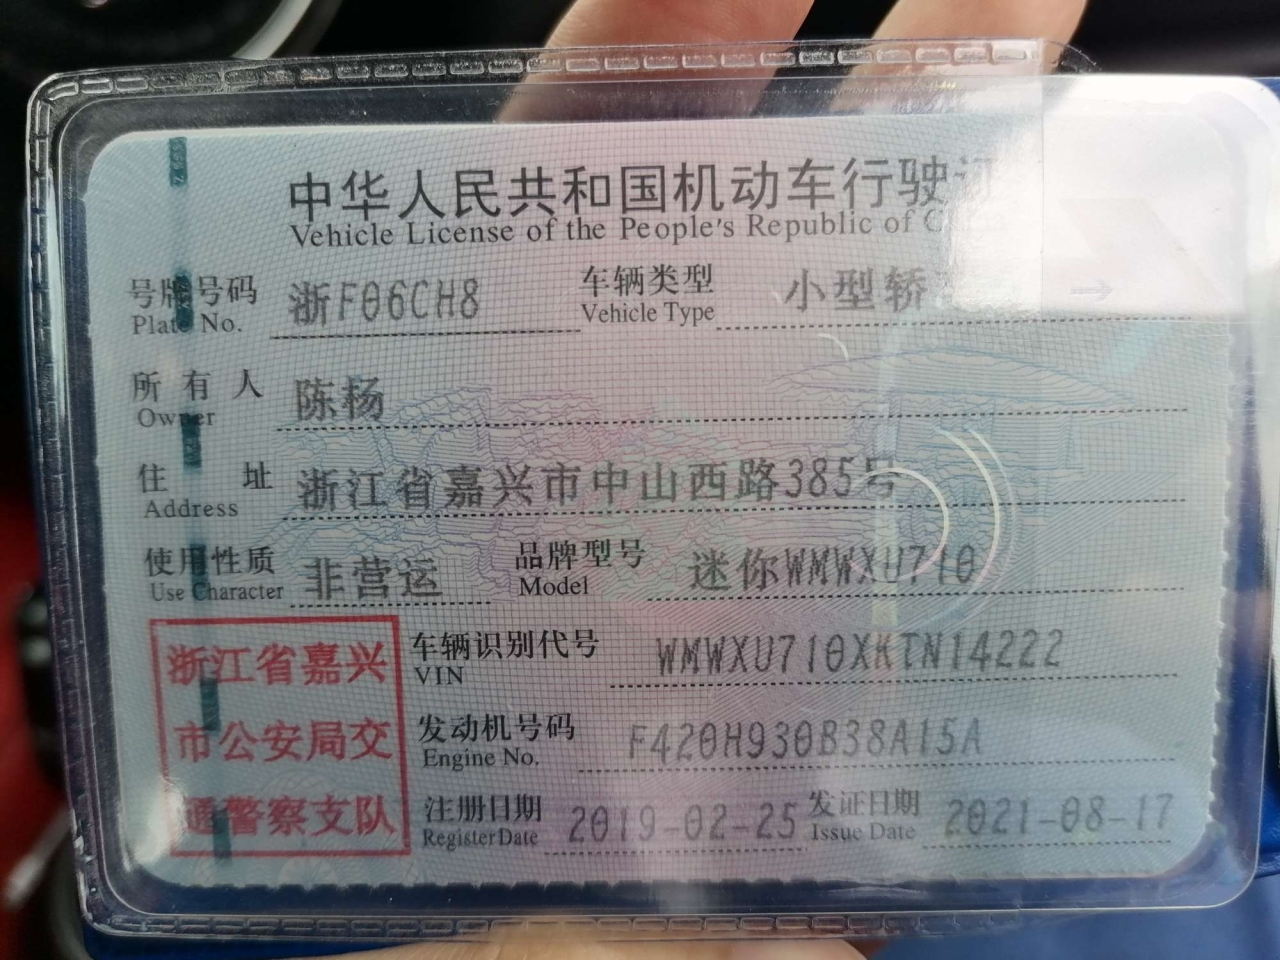 中华人民共和国机动车行驶证
Vehicle License of the People's Republic of C
号牌号码 浙F06CH8 车辆类型 小型轿
Plate No. Vehicle Type
所有人 陈杨
Owner
住址 浙江省嘉兴市中山西路385号
Address
使用性质 非营运 品牌型号 迷你WMWXU710
Use Character Model
浙江省嘉兴
市公安局交
通警察支队
车辆识别代号 WMWXU710XKTN14222
VIN
发动机号码 F420H930B38A15A
Engine No.
注册日期 2019-02-25 发证日期 2021-08-17
Register Date Issue Date